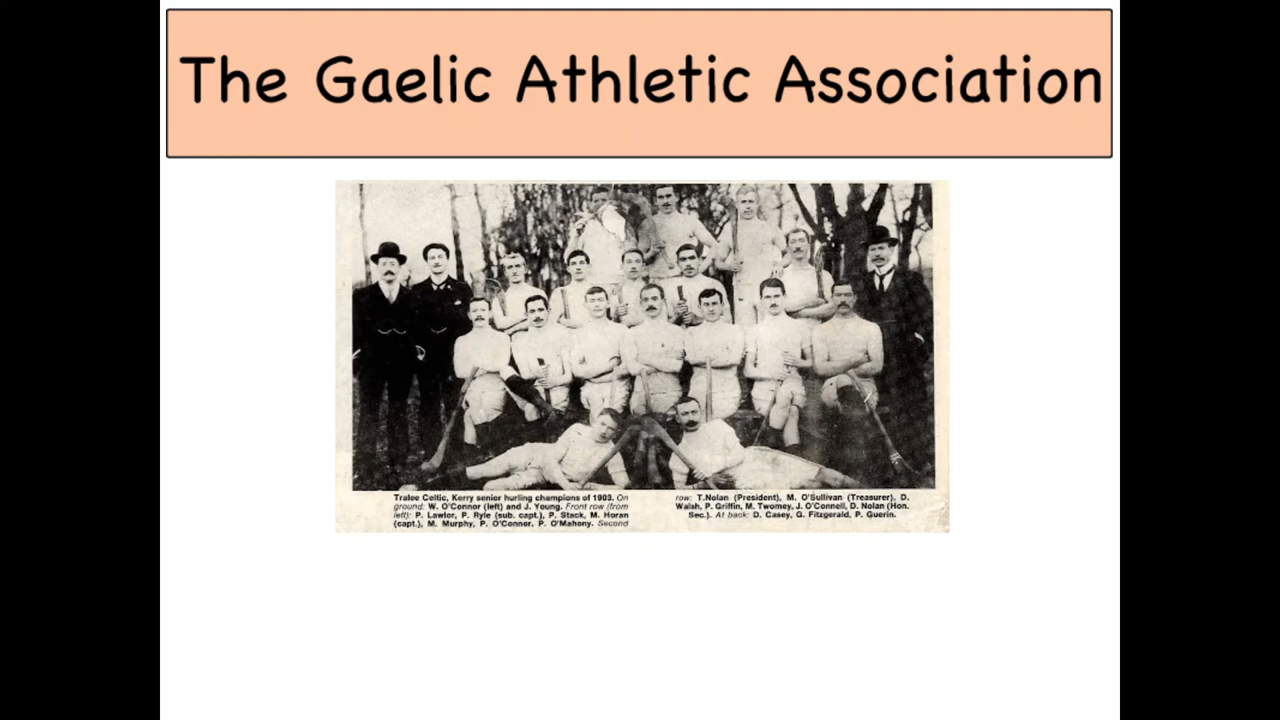 The Gaelic Athletic Association
Tralee Celtic, Kerry senior hurling champions of 1903. On
ground: W. O'Connor (left) and J. Young. Front row (from
left): P. Lawlor, P. Ryle (sub. capt.), P. Stack, M. Horan
(capt.), M. Murphy, P. O'Connor, P. O'Mahony. Second
row: T.Nolan (President), M. O'Sullivan (Treasurer), D.
Walsh, P. Griffin, M. Twomey, J. O'Connell, D. Nolan (Hon.
Sec.). At back: D. Casey, G. Fitzgerald, P. Guerin.